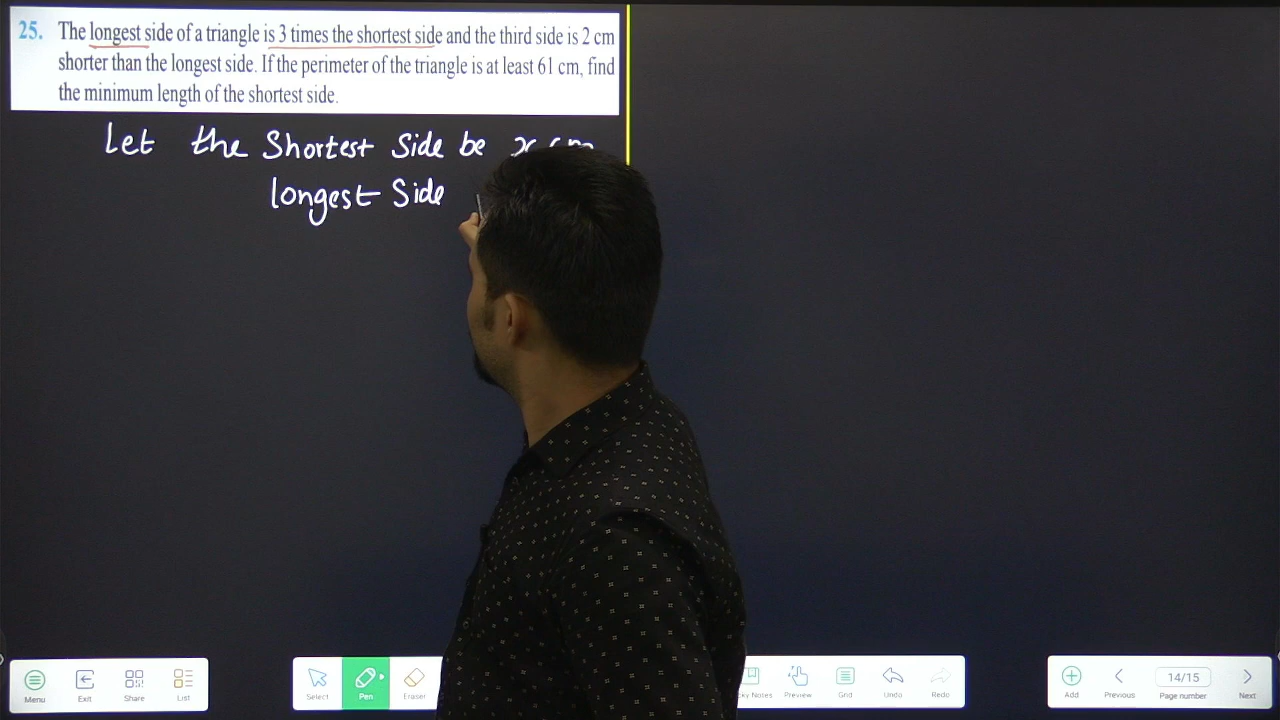 25. The longest side of a triangle is 3 times the shortest side and the third side is 2 cm
shorter than the longest side. If the perimeter of the triangle is at least 61 cm, find
the minimum length of the shortest side.
Let the Shortest Side be x cm
longest Side
Menu Exit Share List Select Pen Eraser ky Notes Preview Grid Undo Redo Add Previous 14/15 Page number Next